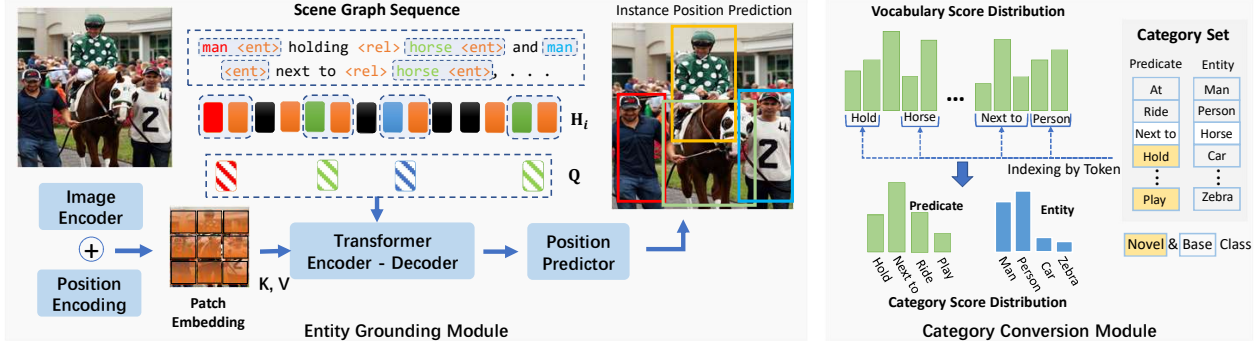 Scene Graph Sequence
man <ent> holding <rel> horse <ent> and man
<ent> next to <rel> horse <ent>, . . .
H_i
Q
Image
Encoder
+
Position
Encoding
Patch
Embedding
K, V
Transformer
Encoder - Decoder
Position
Predictor
Instance Position Prediction
2
2
Entity Grounding Module
Vocabulary Score Distribution
...
Hold
Horse
Next to
Person
Indexing by Token
Predicate
Entity
Hold
Next to
Ride
Play
Man
Person
Car
Zebra
Category Score Distribution
Category Set
Predicate
Entity
At
Man
Ride
Person
Next to
Horse
Hold
Car
Play
Zebra
Novel & Base Class
Category Conversion Module